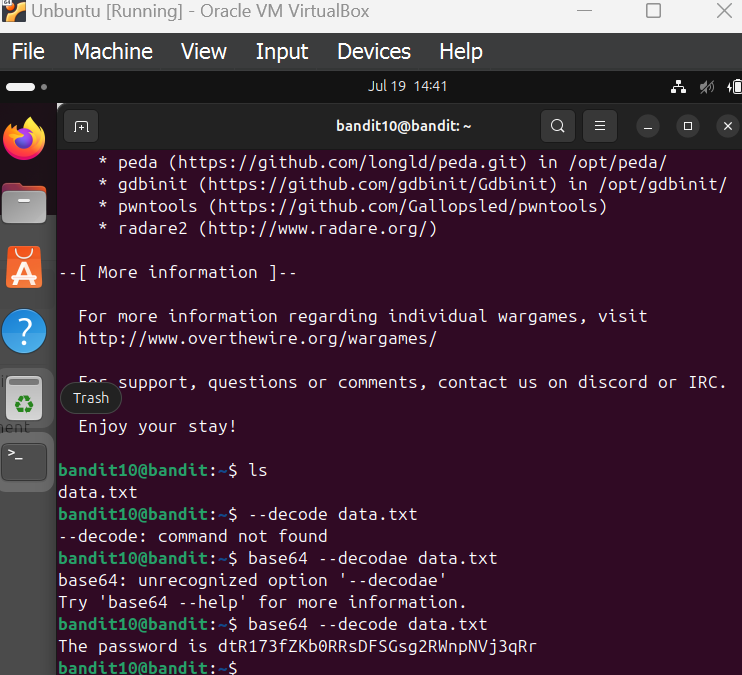 Unbuntu [Running] - Oracle VM VirtualBox
File Machine View Input Devices Help
Jul 19 14:41
bandit10@bandit: ~
* peda (https://github.com/longld/peda.git) in /opt/peda/
* gdbinit (https://github.com/gdbinit/Gdbinit) in /opt/gdbinit/
* pwntools (https://github.com/Gallopsled/pwntools)
* radare2 (http://www.radare.org/)
--[ More information ]--
For more information regarding individual wargames, visit
http://www.overthewire.org/wargames/
For support, questions or comments, contact us on discord or IRC.
Trash
Enjoy your stay!
bandit10@bandit:~$ ls
data.txt
bandit10@bandit:~$ --decode data.txt
--decode: command not found
bandit10@bandit:~$ base64 --decodae data.txt
base64: unrecognized option '--decodae'
Try 'base64 --help' for more information.
bandit10@bandit:~$ base64 --decode data.txt
The password is dtR173fZKb0RRsDFSGsg2RWnpNVj3qRr
bandit10@bandit:~$